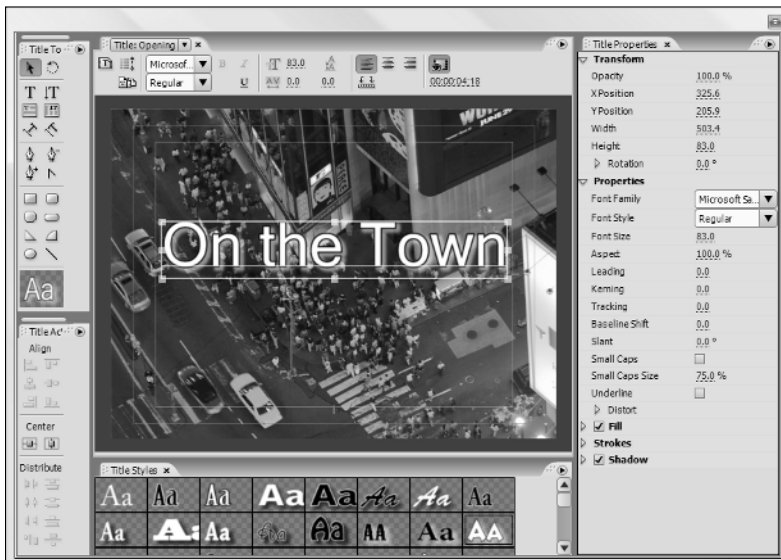 Title To
Title: Opening
Microsof...
Regular
B I U
T 83.0
AV 0.0
0.0
00:00:04:18
On the Town
Title Ac
Align
Center
Distribute
Title Styles
Aa Aa Aa Aa Aa Aa Aa Aa
Aa Aa Aa Aa Aa AA Aa AA
Aa
Title Properties
Transform
Opacity 100.0 %
X Position 325.6
Y Position 205.9
Width 503.4
Height 83.0
Rotation 0.0 °
Properties
Font Family Microsoft Sa...
Font Style Regular
Font Size 83.0
Aspect 100.0 %
Leading 0.0
Kerning 0.0
Tracking 0.0
Baseline Shift 0.0
Slant 0.0 °
Small Caps
Small Caps Size 75.0 %
Underline
Distort
Fill
Strokes
Shadow